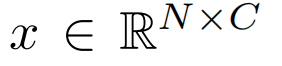 x ∈ ℝ^{N×C}